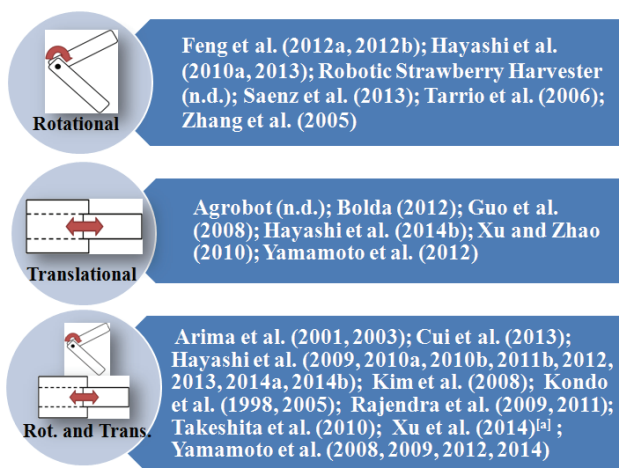 Feng et al. (2012a, 2012b); Hayashi et al.
(2010a, 2013); Robotic Strawberry Harvester
(n.d.); Saenz et al. (2013); Tarrio et al. (2006);
Zhang et al. (2005)
Rotational
Agrobot (n.d.); Bolda (2012); Guo et al.
(2008); Hayashi et al. (2014b); Xu and Zhao
(2010); Yamamoto et al. (2012)
Translational
Arima et al. (2001, 2003); Cui et al. (2013);
Hayashi et al. (2009, 2010a, 2010b, 2011b, 2012,
2013, 2014a, 2014b); Kim et al. (2008); Kondo
et al. (1998, 2005); Rajendra et al. (2009, 2011);
Takeshita et al. (2010); Xu et al. (2014)[a] ;
Yamamoto et al. (2008, 2009, 2012, 2014)
Rot. and Trans.